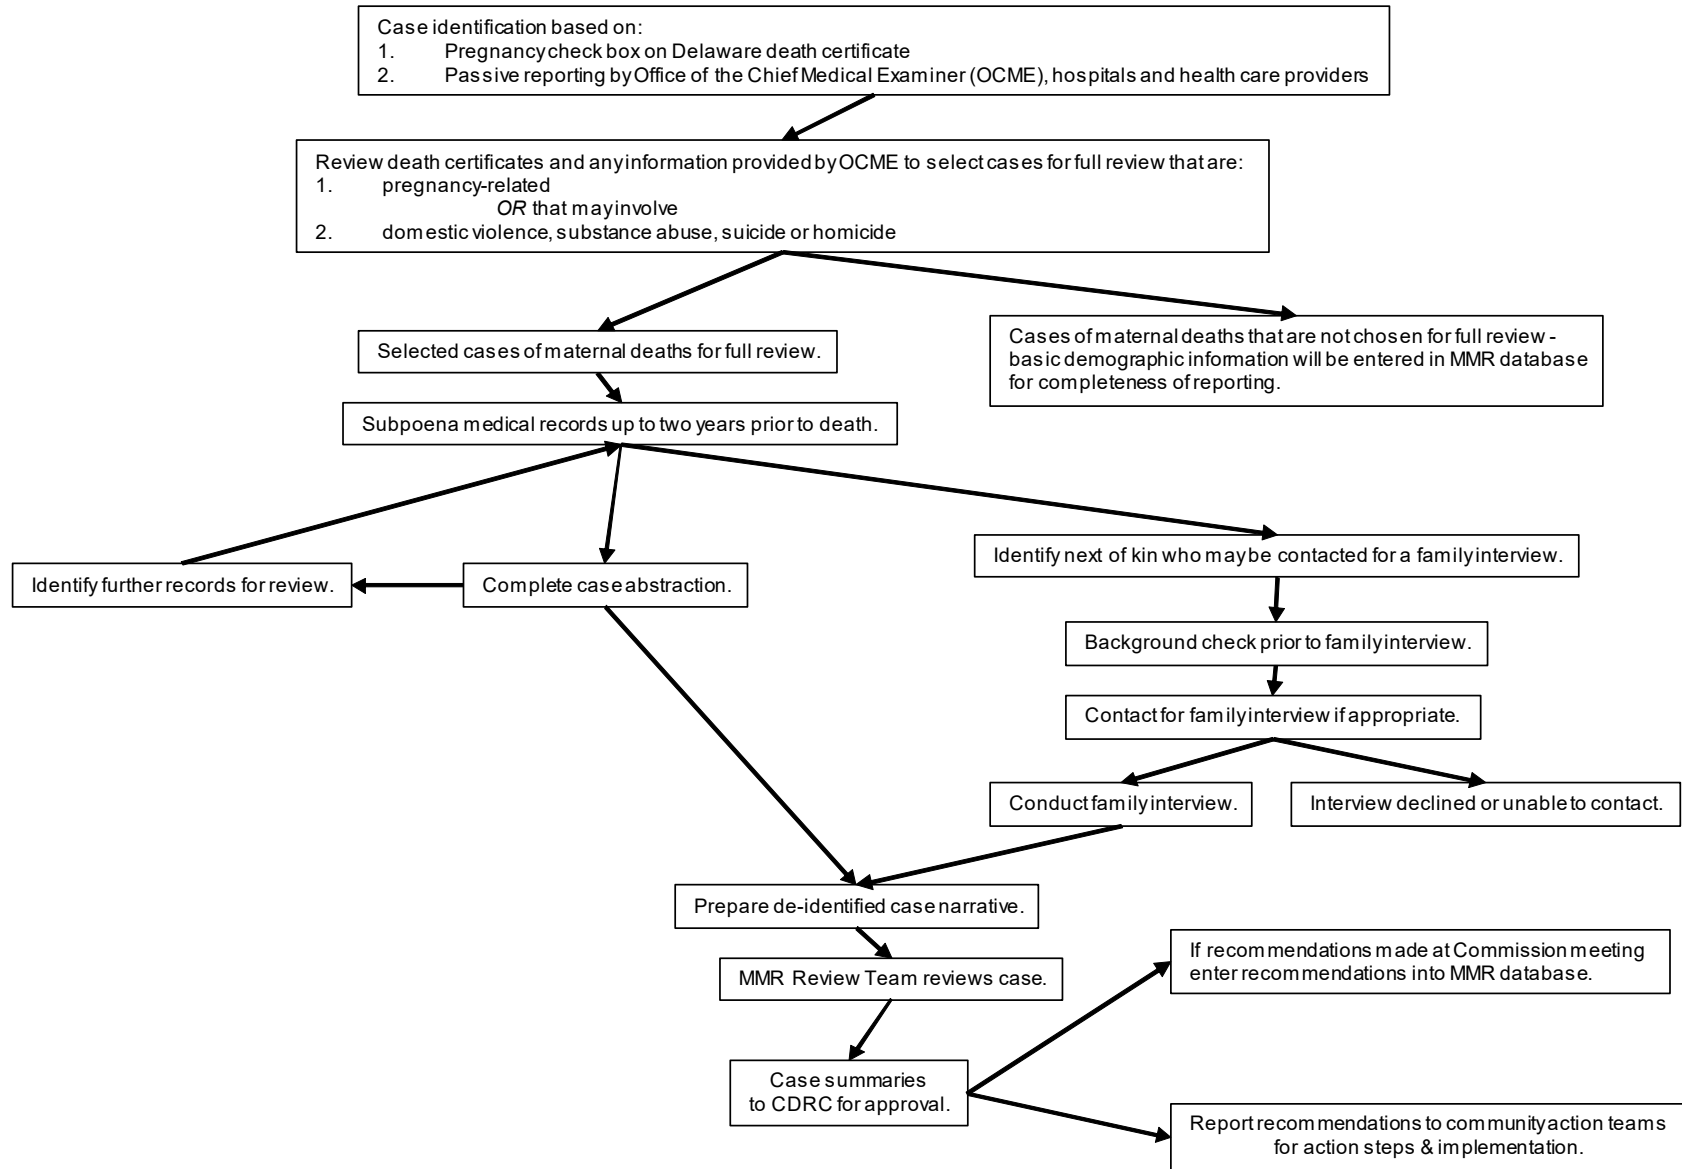 Case identification based on:
1. Pregnancy check box on Delaware death certificate
2. Passive reporting by Office of the Chief Medical Examiner (OCME), hospitals and health care providers
Review death certificates and any information provided by OCME to select cases for full review that are:
1. pregnancy-related
OR that may involve
2. domestic violence, substance abuse, suicide or homicide
Selected cases of maternal deaths for full review.
Cases of maternal deaths that are not chosen for full review -
basic demographic information will be entered in MMR database
for completeness of reporting.
Subpoena medical records up to two years prior to death.
Identify next of kin who may be contacted for a family interview.
Identify further records for review.
Complete case abstraction.
Background check prior to family interview.
Contact for family interview if appropriate.
Conduct family interview.
Interview declined or unable to contact.
Prepare de-identified case narrative.
MMR Review Team reviews case.
If recommendations made at Commission meeting
enter recommendations into MMR database.
Case summaries
to CDRC for approval.
Report recommendations to community action teams
for action steps & implementation.